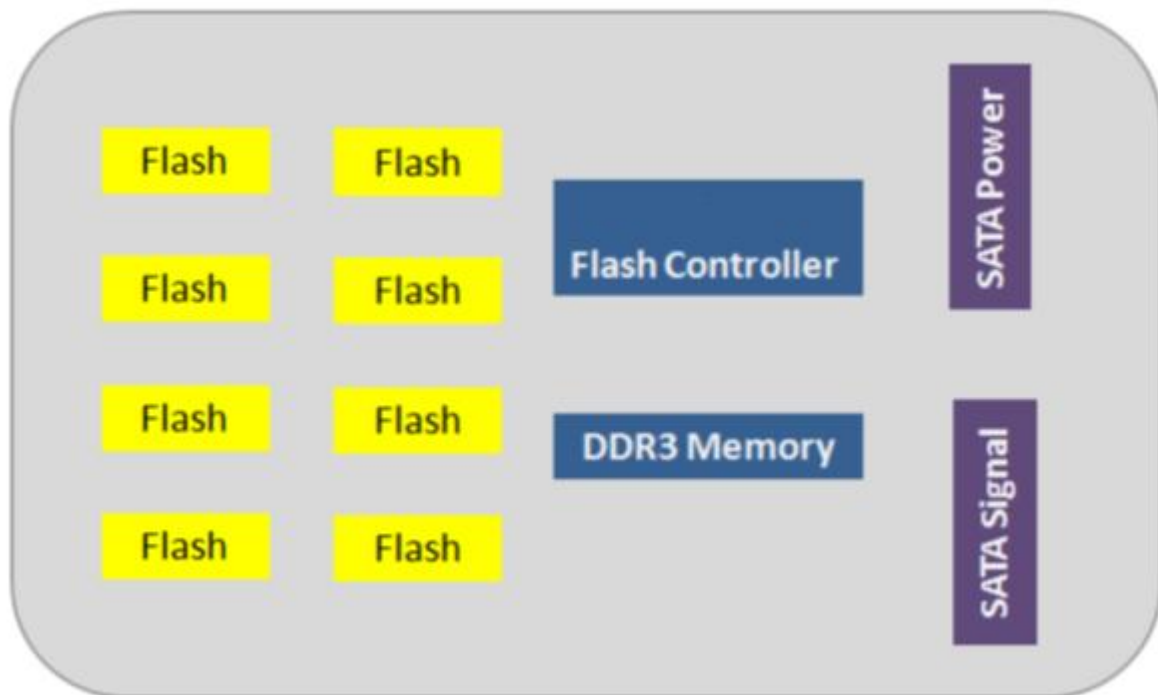 Flash
Flash
Flash
Flash
Flash
Flash
Flash
Flash
Flash Controller
DDR3 Memory
SATA Power
SATA Signal